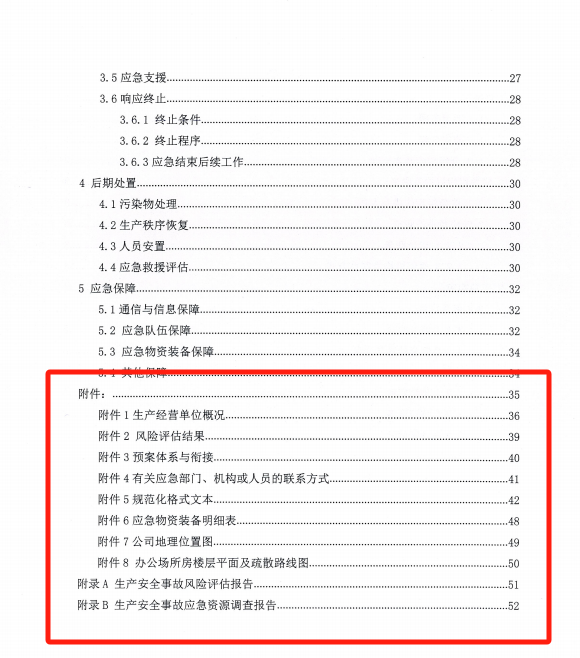 3.5应急支援........27
3.6响应终止........28
3.6.1 终止条件........28
3.6.2 终止程序........28
3.6.3应急结束后续工作........28
4 后期处置........30
4.1污染物处理........30
4.2生产秩序恢复........30
4.3人员安置........30
4.4应急救援评估........30
5 应急保障........32
5.1通信与信息保障........32
5.2 应急队伍保障........32
5.3 应急物资装备保障........34
5.4 其他保障........34
附件：........35
附件1生产经营单位概况........36
附件2 风险评估结果........39
附件3预案体系与衔接........40
附件4有关应急部门、机构或人员的联系方式........41
附件5规范化格式文本........42
附件6应急物资装备明细表........48
附件7公司地理位置图........49
附件8 办公场所房楼层平面及疏散路线图........50
附录A 生产安全事故风险评估报告........51
附录B 生产安全事故应急资源调查报告........52